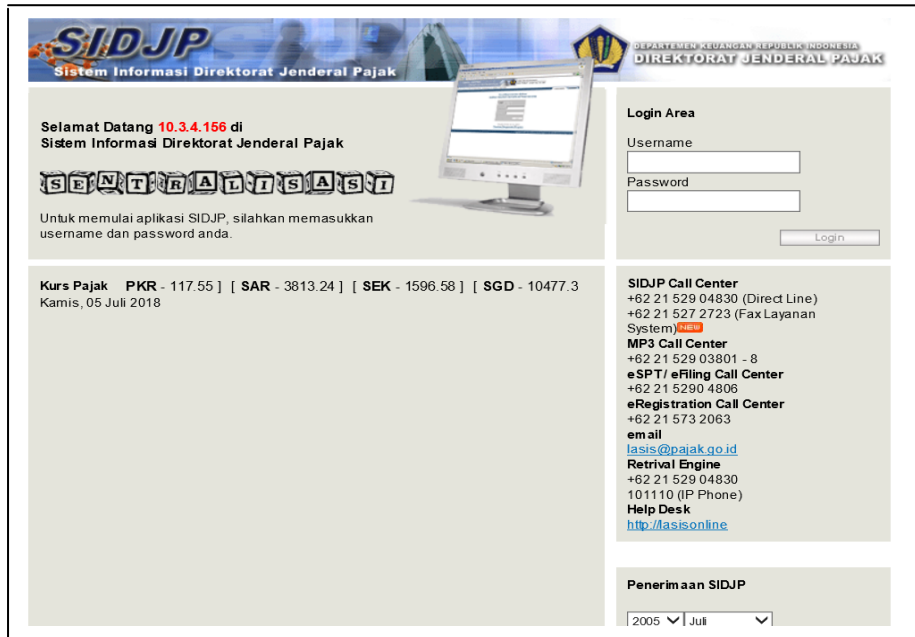 SIDJP
Sistem Informasi Direktorat Jenderal Pajak
DEPARTEMEN KEUANGAN REPUBLIK INDONESIA
DIREKTORAT JENDERAL PAJAK
Selamat Datang 10.3.4.156 di
Sistem Informasi Direktorat Jenderal Pajak
SENTRALISASI
Untuk memulai aplikasi SIDJP, silahkan memasukkan
username dan password anda.
Login Area
Username
Password
Login
Kurs Pajak PKR - 117.55 ] [ SAR - 3813.24 ] [ SEK - 1596.58 ] [ SGD - 10477.3
Kamis, 05 Juli 2018
SIDJP Call Center
+62 21 529 04830 (Direct Line)
+62 21 527 2723 (Fax Layanan
System) NEW
MP3 Call Center
+62 21 529 03801 - 8
eSPT/ eFiling Call Center
+62 21 5290 4806
eRegistration Call Center
+62 21 573 2063
email
lasis@pajak.go.id
Retrival Engine
+62 21 529 04830
101110 (IP Phone)
Help Desk
http://lasisonline
Penerimaan SIDJP
2005 Juli